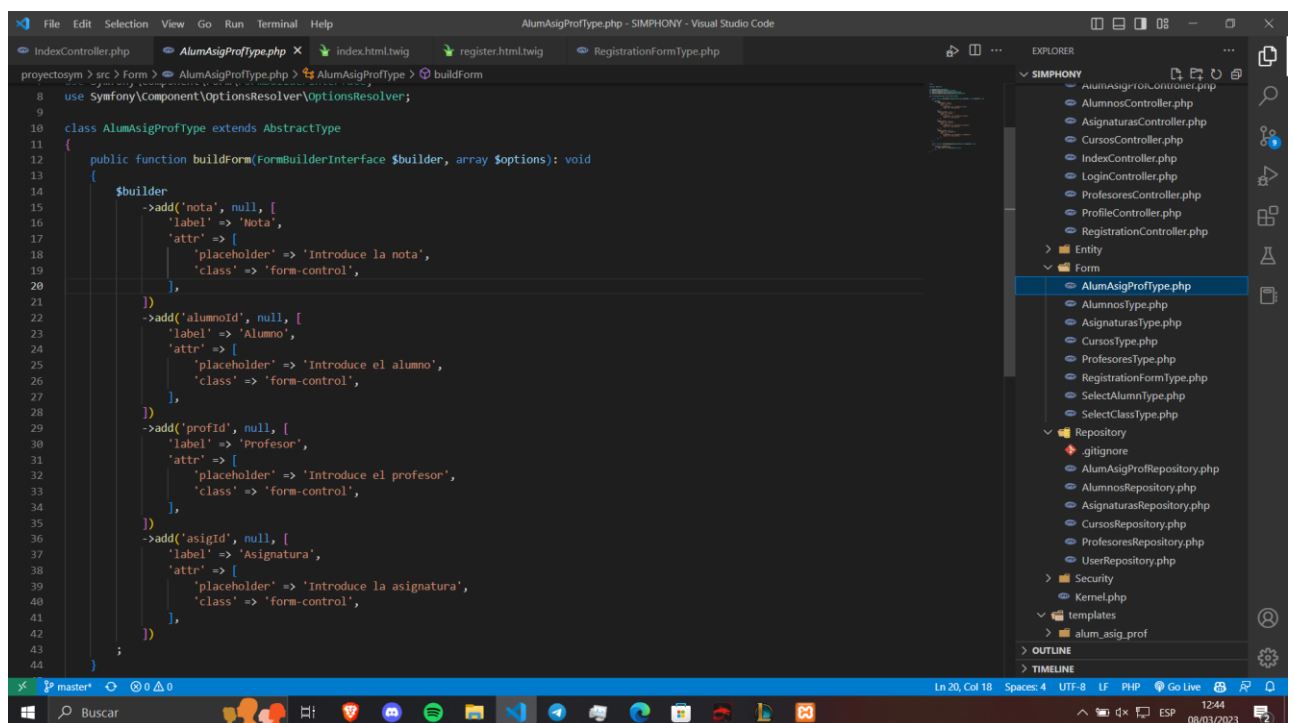 File Edit Selection View Go Run Terminal Help
AlumAsigProfType.php - SIMPHONY - Visual Studio Code
IndexController.php
AlumAsigProfType.php
index.html.twig
register.html.twig
RegistrationFormType.php
proyectosym > src > Form > AlumAsigProfType.php > AlumAsigProfType > buildForm
8 use Symfony\Component\OptionsResolver\OptionsResolver;
9
10 class AlumAsigProfType extends AbstractType
11 {
12 public function buildForm(FormBuilderInterface $builder, array $options): void
13 {
14 $builder
15 ->add('nota', null, [
16 'label' => 'Nota',
17 'attr' => [
18 'placeholder' => 'Introduce la nota',
19 'class' => 'form-control',
20 ],
21 ])
22 ->add('alumnoId', null, [
23 'label' => 'Alumno',
24 'attr' => [
25 'placeholder' => 'Introduce el alumno',
26 'class' => 'form-control',
27 ],
28 ])
29 ->add('profId', null, [
30 'label' => 'Profesor',
31 'attr' => [
32 'placeholder' => 'Introduce el profesor',
33 'class' => 'form-control',
34 ],
35 ])
36 ->add('asigId', null, [
37 'label' => 'Asignatura',
38 'attr' => [
39 'placeholder' => 'Introduce la asignatura',
40 'class' => 'form-control',
41 ],
42 ])
43 ;
44 }
EXPLORER
SIMPHONY
AlumAsigProfController.php
AlumnosController.php
AsignaturasController.php
CursosController.php
IndexController.php
LoginController.php
ProfesoresController.php
ProfileController.php
RegistrationController.php
Entity
Form
AlumAsigProfType.php
AlumnosType.php
AsignaturasType.php
CursosType.php
ProfesoresType.php
RegistrationFormType.php
SelectAlumnType.php
SelectClassType.php
Repository
.gitignore
AlumAsigProfRepository.php
AlumnosRepository.php
AsignaturasRepository.php
CursosRepository.php
ProfesoresRepository.php
UserRepository.php
Security
Kernel.php
templates
alum_asig_prof
OUTLINE
TIMELINE
9
master* 0 0
Ln 20, Col 18 Spaces: 4 UTF-8 LF PHP Go Live
Buscar
ESP
12:44
08/03/2023
2